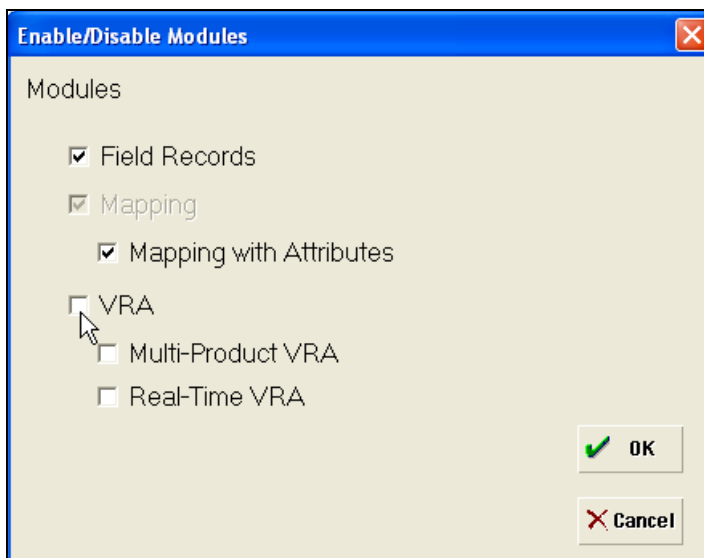 Enable/Disable Modules
Modules
Field Records
Mapping
Mapping with Attributes
VRA
Multi-Product VRA
Real-Time VRA
OK
Cancel